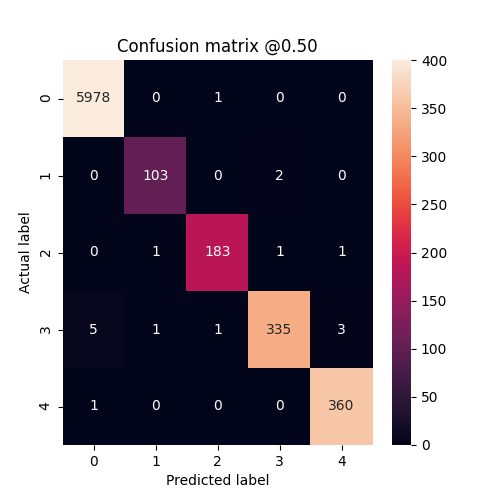 Confusion matrix @0.50
0 5978 0 1 0 0
1 0 103 0 2 0
2 0 1 183 1 1
3 5 1 1 335 3
4 1 0 0 0 360
0 1 2 3 4
Actual label
Predicted label
400
350
300
250
200
150
100
50
0